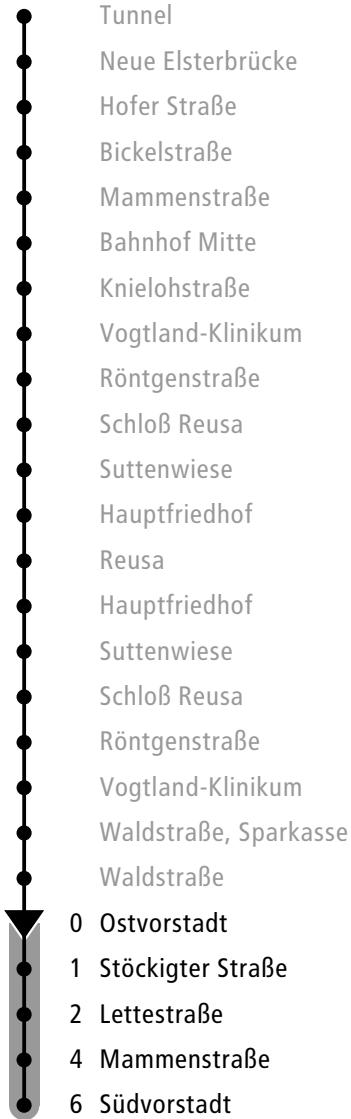 Tunnel
Neue Elsterbrücke
Hofer Straße
Bickelstraße
Mammenstraße
Bahnhof Mitte
Knielohstraße
Vogtland-Klinikum
Röntgenstraße
Schloß Reusa
Suttenwiese
Hauptfriedhof
Reusa
Hauptfriedhof
Suttenwiese
Schloß Reusa
Röntgenstraße
Vogtland-Klinikum
Waldstraße, Sparkasse
Waldstraße
0 Ostvorstadt
1 Stöckigter Straße
2 Lettestraße
4 Mammenstraße
6 Südvorstadt